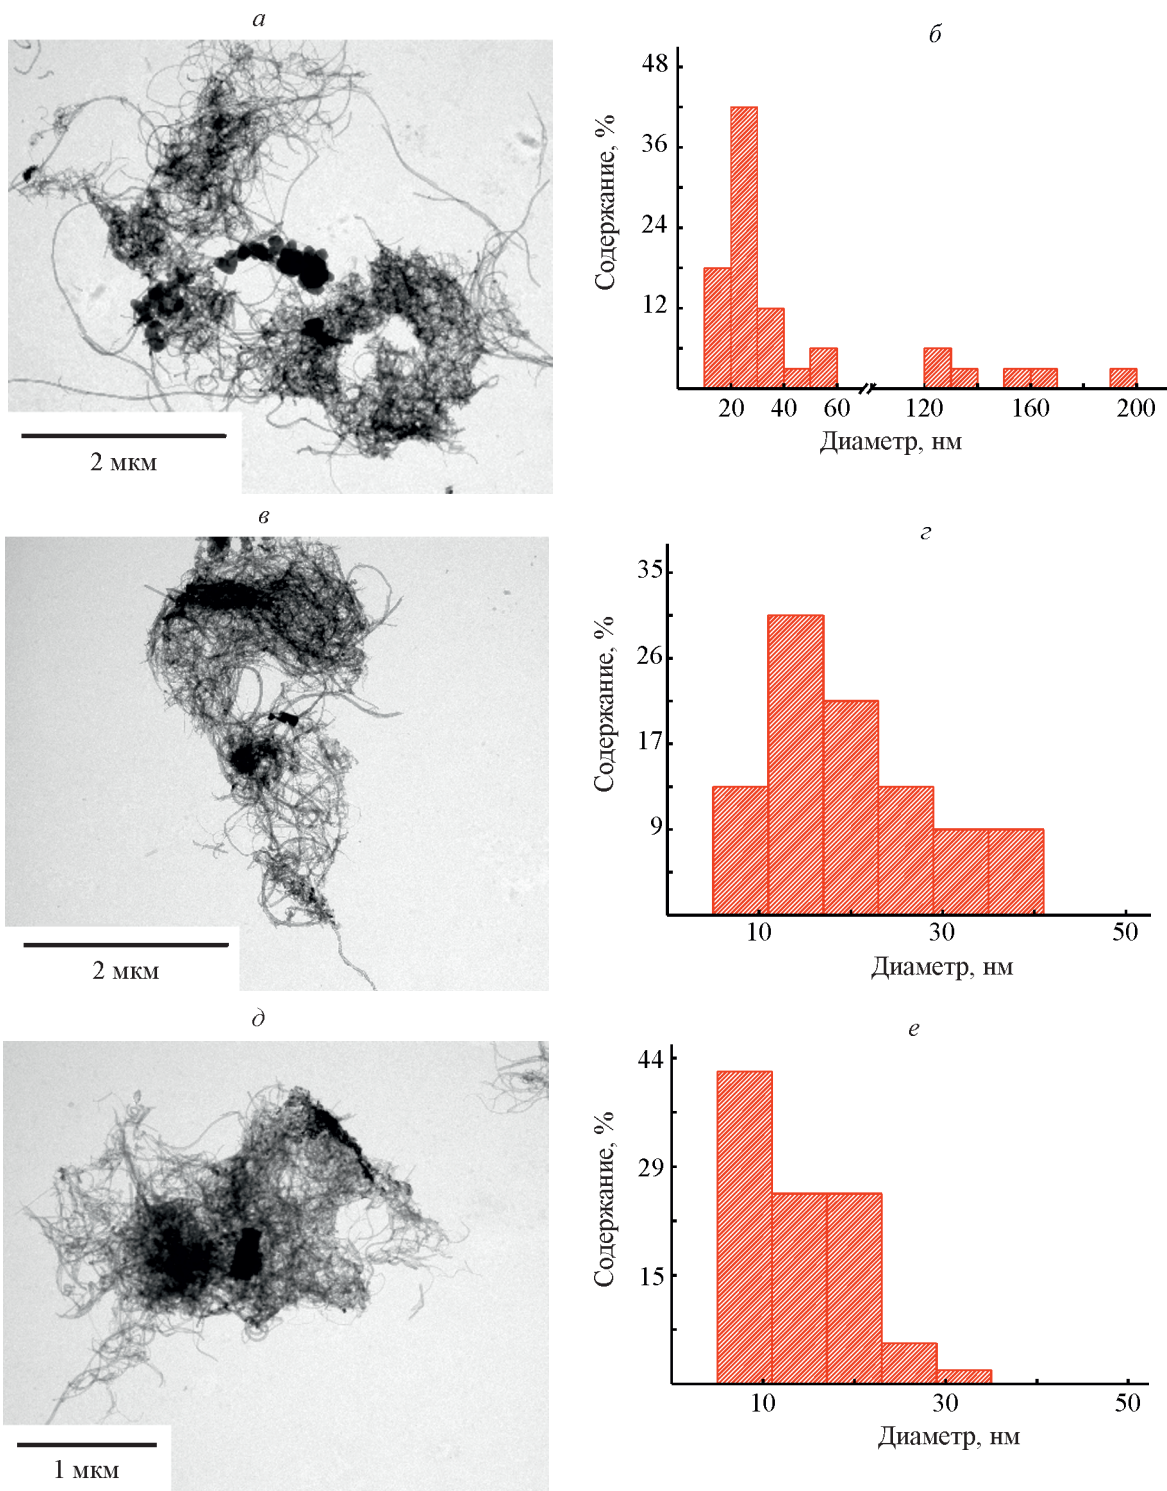 а
2 мкм
б
Содержание, %
48
36
24
12
20 40 60 120 160 200
Диаметр, нм
в
2 мкм
г
Содержание, %
35
26
17
9
10 30 50
Диаметр, нм
д
1 мкм
е
Содержание, %
44
29
15
10 30 50
Диаметр, нм